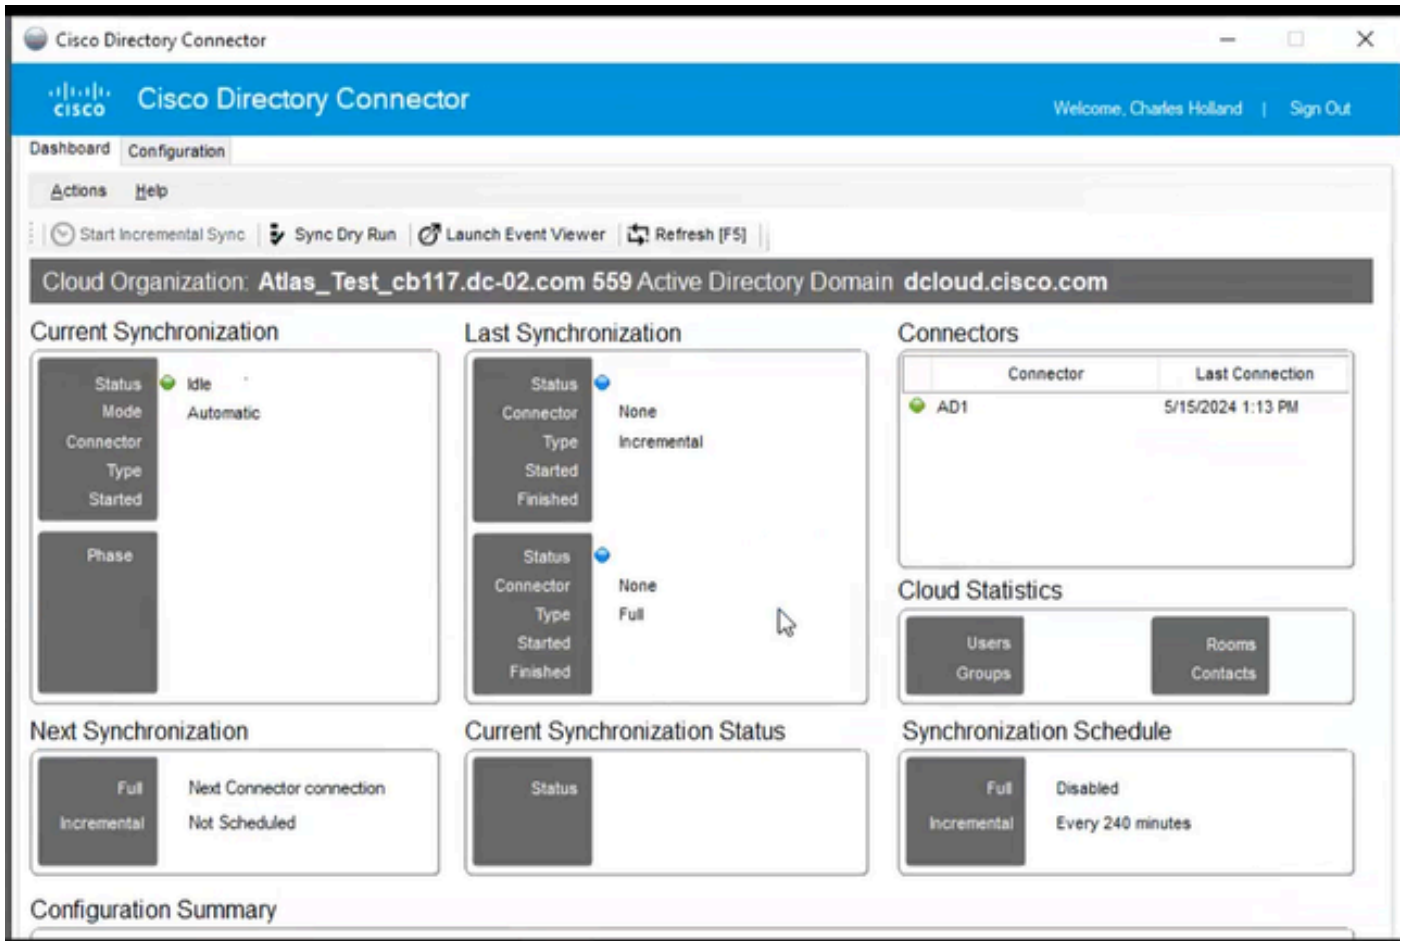 Cisco Directory Connector
CISCO Cisco Directory Connector
Welcome, Charles Holland | Sign Out
Dashboard Configuration
Actions Help
Start Incremental Sync Sync Dry Run Launch Event Viewer Refresh [F5]
Cloud Organization: Atlas_Test_cb117.dc-02.com 559 Active Directory Domain dcloud.cisco.com
Current Synchronization
Status Idle
Mode Automatic
Connector
Type
Started
Phase
Last Synchronization
Status
Connector None
Type Incremental
Started
Finished
Status
Connector None
Type Full
Started
Finished
Connectors
Connector Last Connection
AD1 5/15/2024 1:13 PM
Cloud Statistics
Users Rooms
Groups Contacts
Next Synchronization
Full Next Connector connection
Incremental Not Scheduled
Current Synchronization Status
Status
Synchronization Schedule
Full Disabled
Incremental Every 240 minutes
Configuration Summary